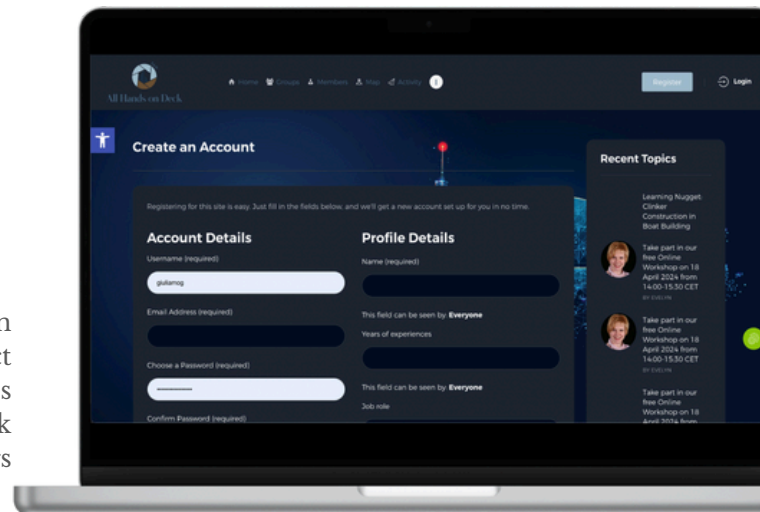 Home Groups Members Map Activity
Register
Login
All Hands on Deck
Create an Account
Registering for this site is easy. Just fill in the fields below, and we'll get a new account set up for you in no time.
Account Details
Username (required)
giuliamog
Email Address (required)
Choose a Password (required)
Confirm Password (required)
Profile Details
Name (required)
This field can be seen by: Everyone
Years of experiences
This field can be seen by: Everyone
Job role
Recent Topics
Learning Nugget:
Clinker
Construction in
Boat Building
Take part in our
free Online
Workshop on 18
April 2024 from
14:00-15:30 CET
BY EVELYN
Take part in our
free Online
Workshop on 18
April 2024 from
14:00-15:30 CET
BY EVELYN
Take part in our
free Online
Workshop on 18
April 2024 from